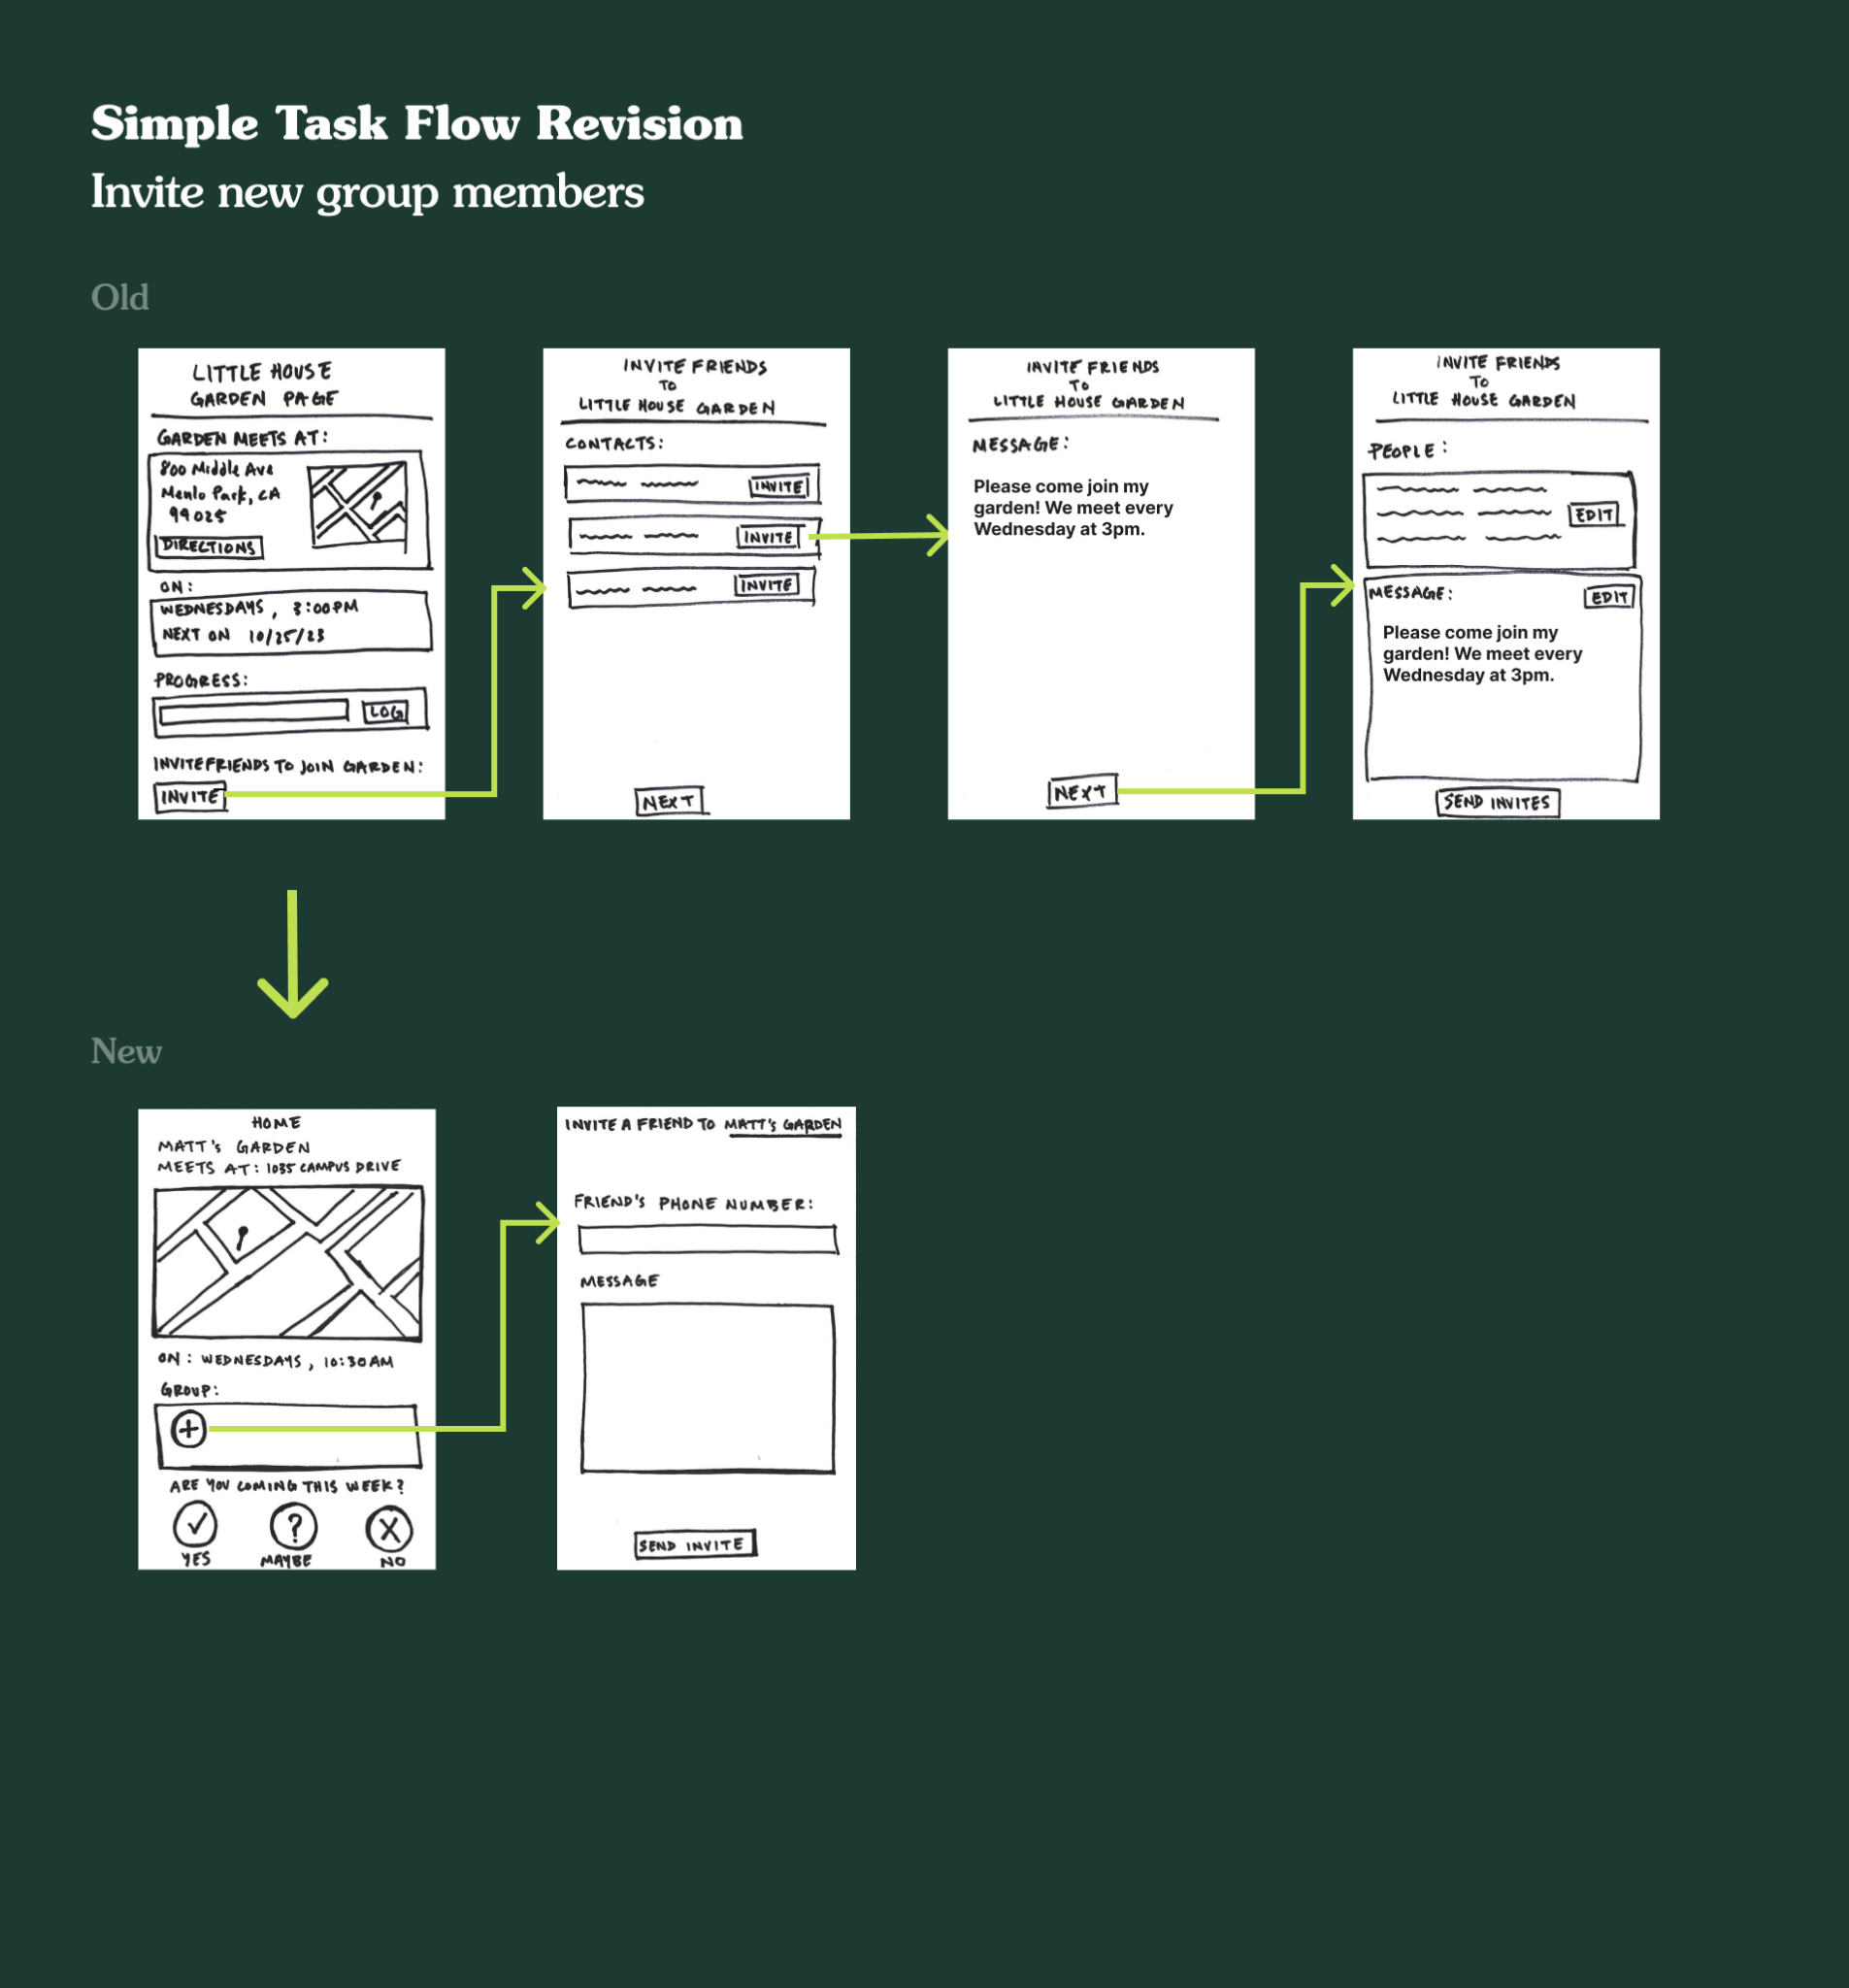 Simple Task Flow Revision
Invite new group members
Old
LITTLE HOUSE
GARDEN PAGE
GARDEN MEETS AT:
800 Middle Ave
Menlo Park, CA
99025
DIRECTIONS
ON:
WEDNESDAYS, 3:00PM
NEXT ON 10/25/23
PROGRESS:
LOG
INVITE FRIENDS TO JOIN GARDEN:
INVITE
INVITE FRIENDS
TO
LITTLE HOUSE GARDEN
CONTACTS:
INVITE
INVITE
INVITE
NEXT
INVITE FRIENDS
TO
LITTLE HOUSE GARDEN
MESSAGE:
Please come join my
garden! We meet every
Wednesday at 3pm.
NEXT
INVITE FRIENDS
TO
LITTLE HOUSE GARDEN
PEOPLE:
EDIT
MESSAGE:
EDIT
Please come join my
garden! We meet every
Wednesday at 3pm.
SEND INVITES
New
HOME
MATT's GARDEN
MEETS AT: 1035 CAMPUS DRIVE
ON: WEDNESDAYS, 10:30AM
GROUP:
ARE YOU COMING THIS WEEK?
?
YES
MAYBE
NO
INVITE A FRIEND TO MATT's GARDEN
FRIEND'S PHONE NUMBER:
MESSAGE
SEND INVITE